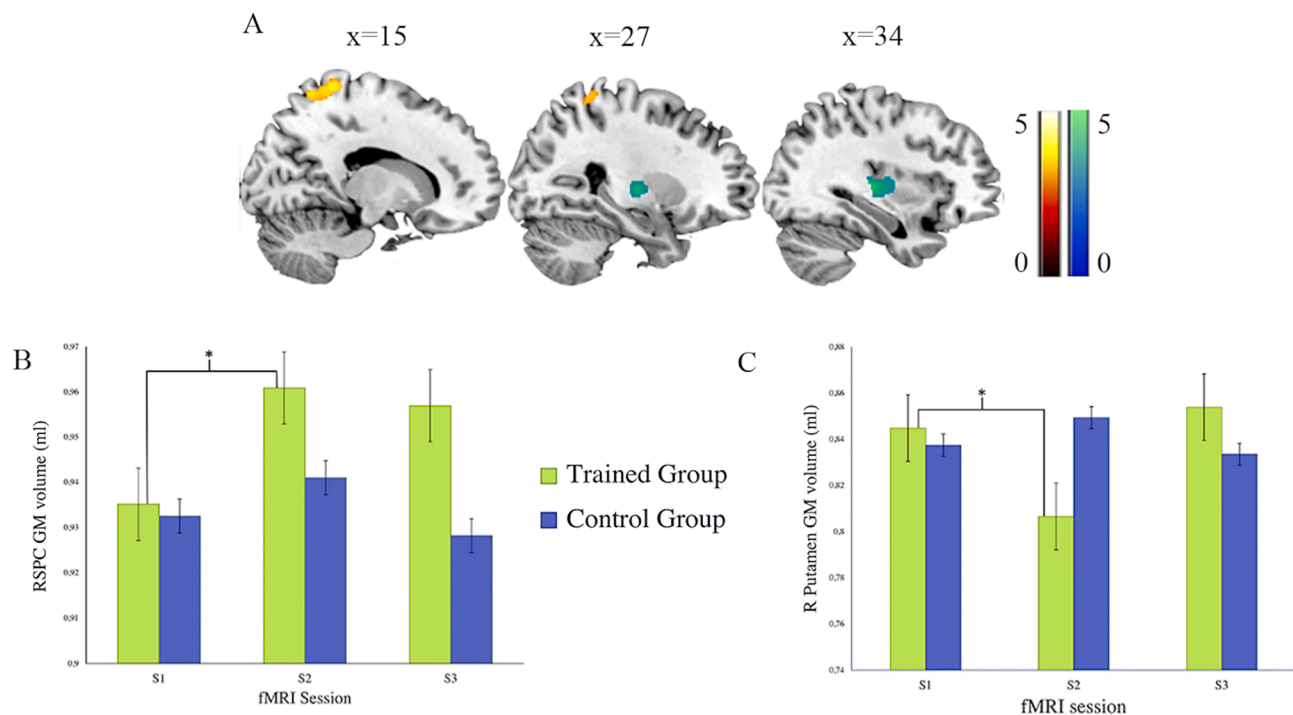 A
x=15 x=27 x=34
5 5
0 0
B
RSPC GM volume (ml)
0,97
0,96
0,95
0,94
0,93
0,92
0,91
0,9
*
S1 S2 S3
fMRI Session
Trained Group
Control Group
C
R Putamen GM volume (ml)
0,88
0,86
0,84
0,82
0,8
0,78
0,76
0,74
*
S1 S2 S3
fMRI session